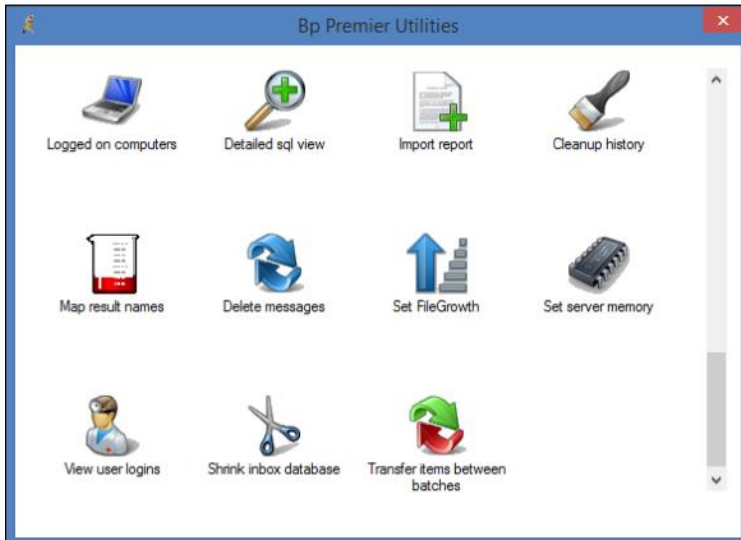 Bp Premier Utilities
Logged on computers
Detailed sql view
Import report
Cleanup history
Map result names
Delete messages
Set FileGrowth
Set server memory
View user logins
Shrink inbox database
Transfer items between
batches